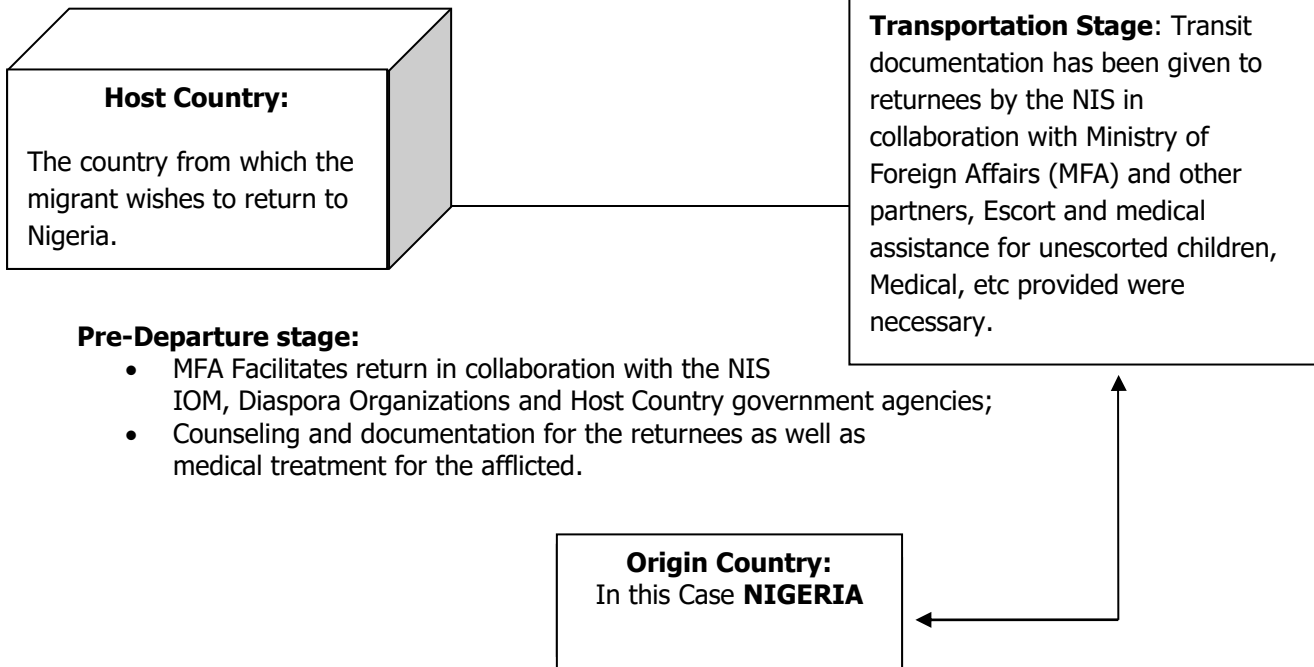 Host Country:
The country from which the
migrant wishes to return to
Nigeria.
Transportation Stage: Transit
documentation has been given to
returnees by the NIS in
collaboration with Ministry of
Foreign Affairs (MFA) and other
partners, Escort and medical
assistance for unescorted children,
Medical, etc provided were
necessary.
Pre-Departure stage:
• MFA Facilitates return in collaboration with the NIS
IOM, Diaspora Organizations and Host Country government agencies;
• Counseling and documentation for the returnees as well as
medical treatment for the afflicted.
Origin Country:
In this Case NIGERIA